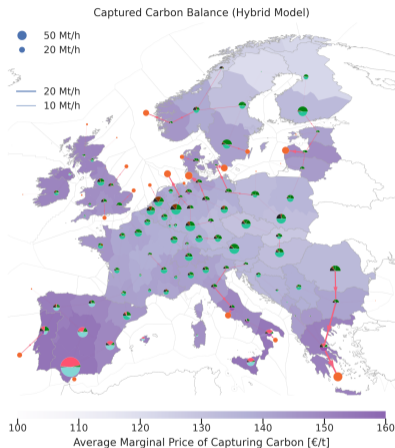 Captured Carbon Balance (Hybrid Model)
50 Mt/h
20 Mt/h
20 Mt/h
10 Mt/h
100 110 120 130 140 150 160
Average Marginal Price of Capturing Carbon [€/t]